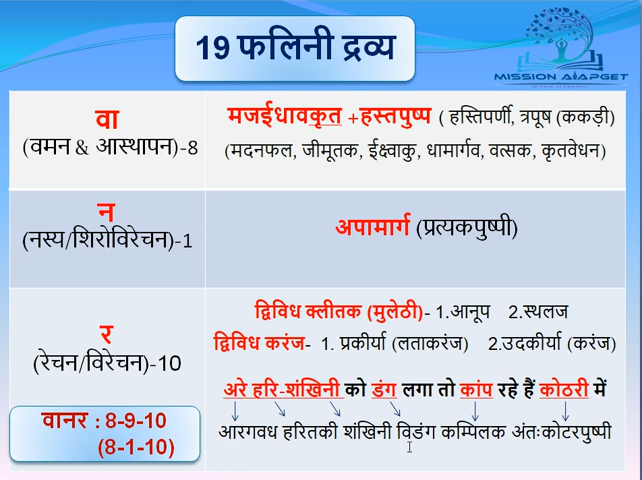 19 फलिनी द्रव्य
MISSION AIAPGET
वा
(वमन & आस्थापन)-8
मजईधावकृत +हस्तपुष्प ( हस्तिपर्णी, त्रपूष (ककड़ी)
(मदनफल, जीमूतक, ईक्ष्वाकु, धामार्गव, वत्सक, कृतवेधन)
न
(नस्य/शिरोविरेचन)-1
अपामार्ग (प्रत्यकपुष्पी)
र
(रेचन/विरेचन)-10
द्विविध क्लीतक (मुलेठी)- 1.आनूप 2.स्थलज
द्विविध करंज- 1. प्रकीर्या (लताकरंज) 2.उदकीर्या (करंज)
अरे हरि-शंखिनी को डंग लगा तो कांप रहे हैं कोठरी में
आरगवध हरितकी शंखिनी विडंग कम्पिलक अंतःकोटरपुष्पी
वानर : 8-9-10
(8-1-10)